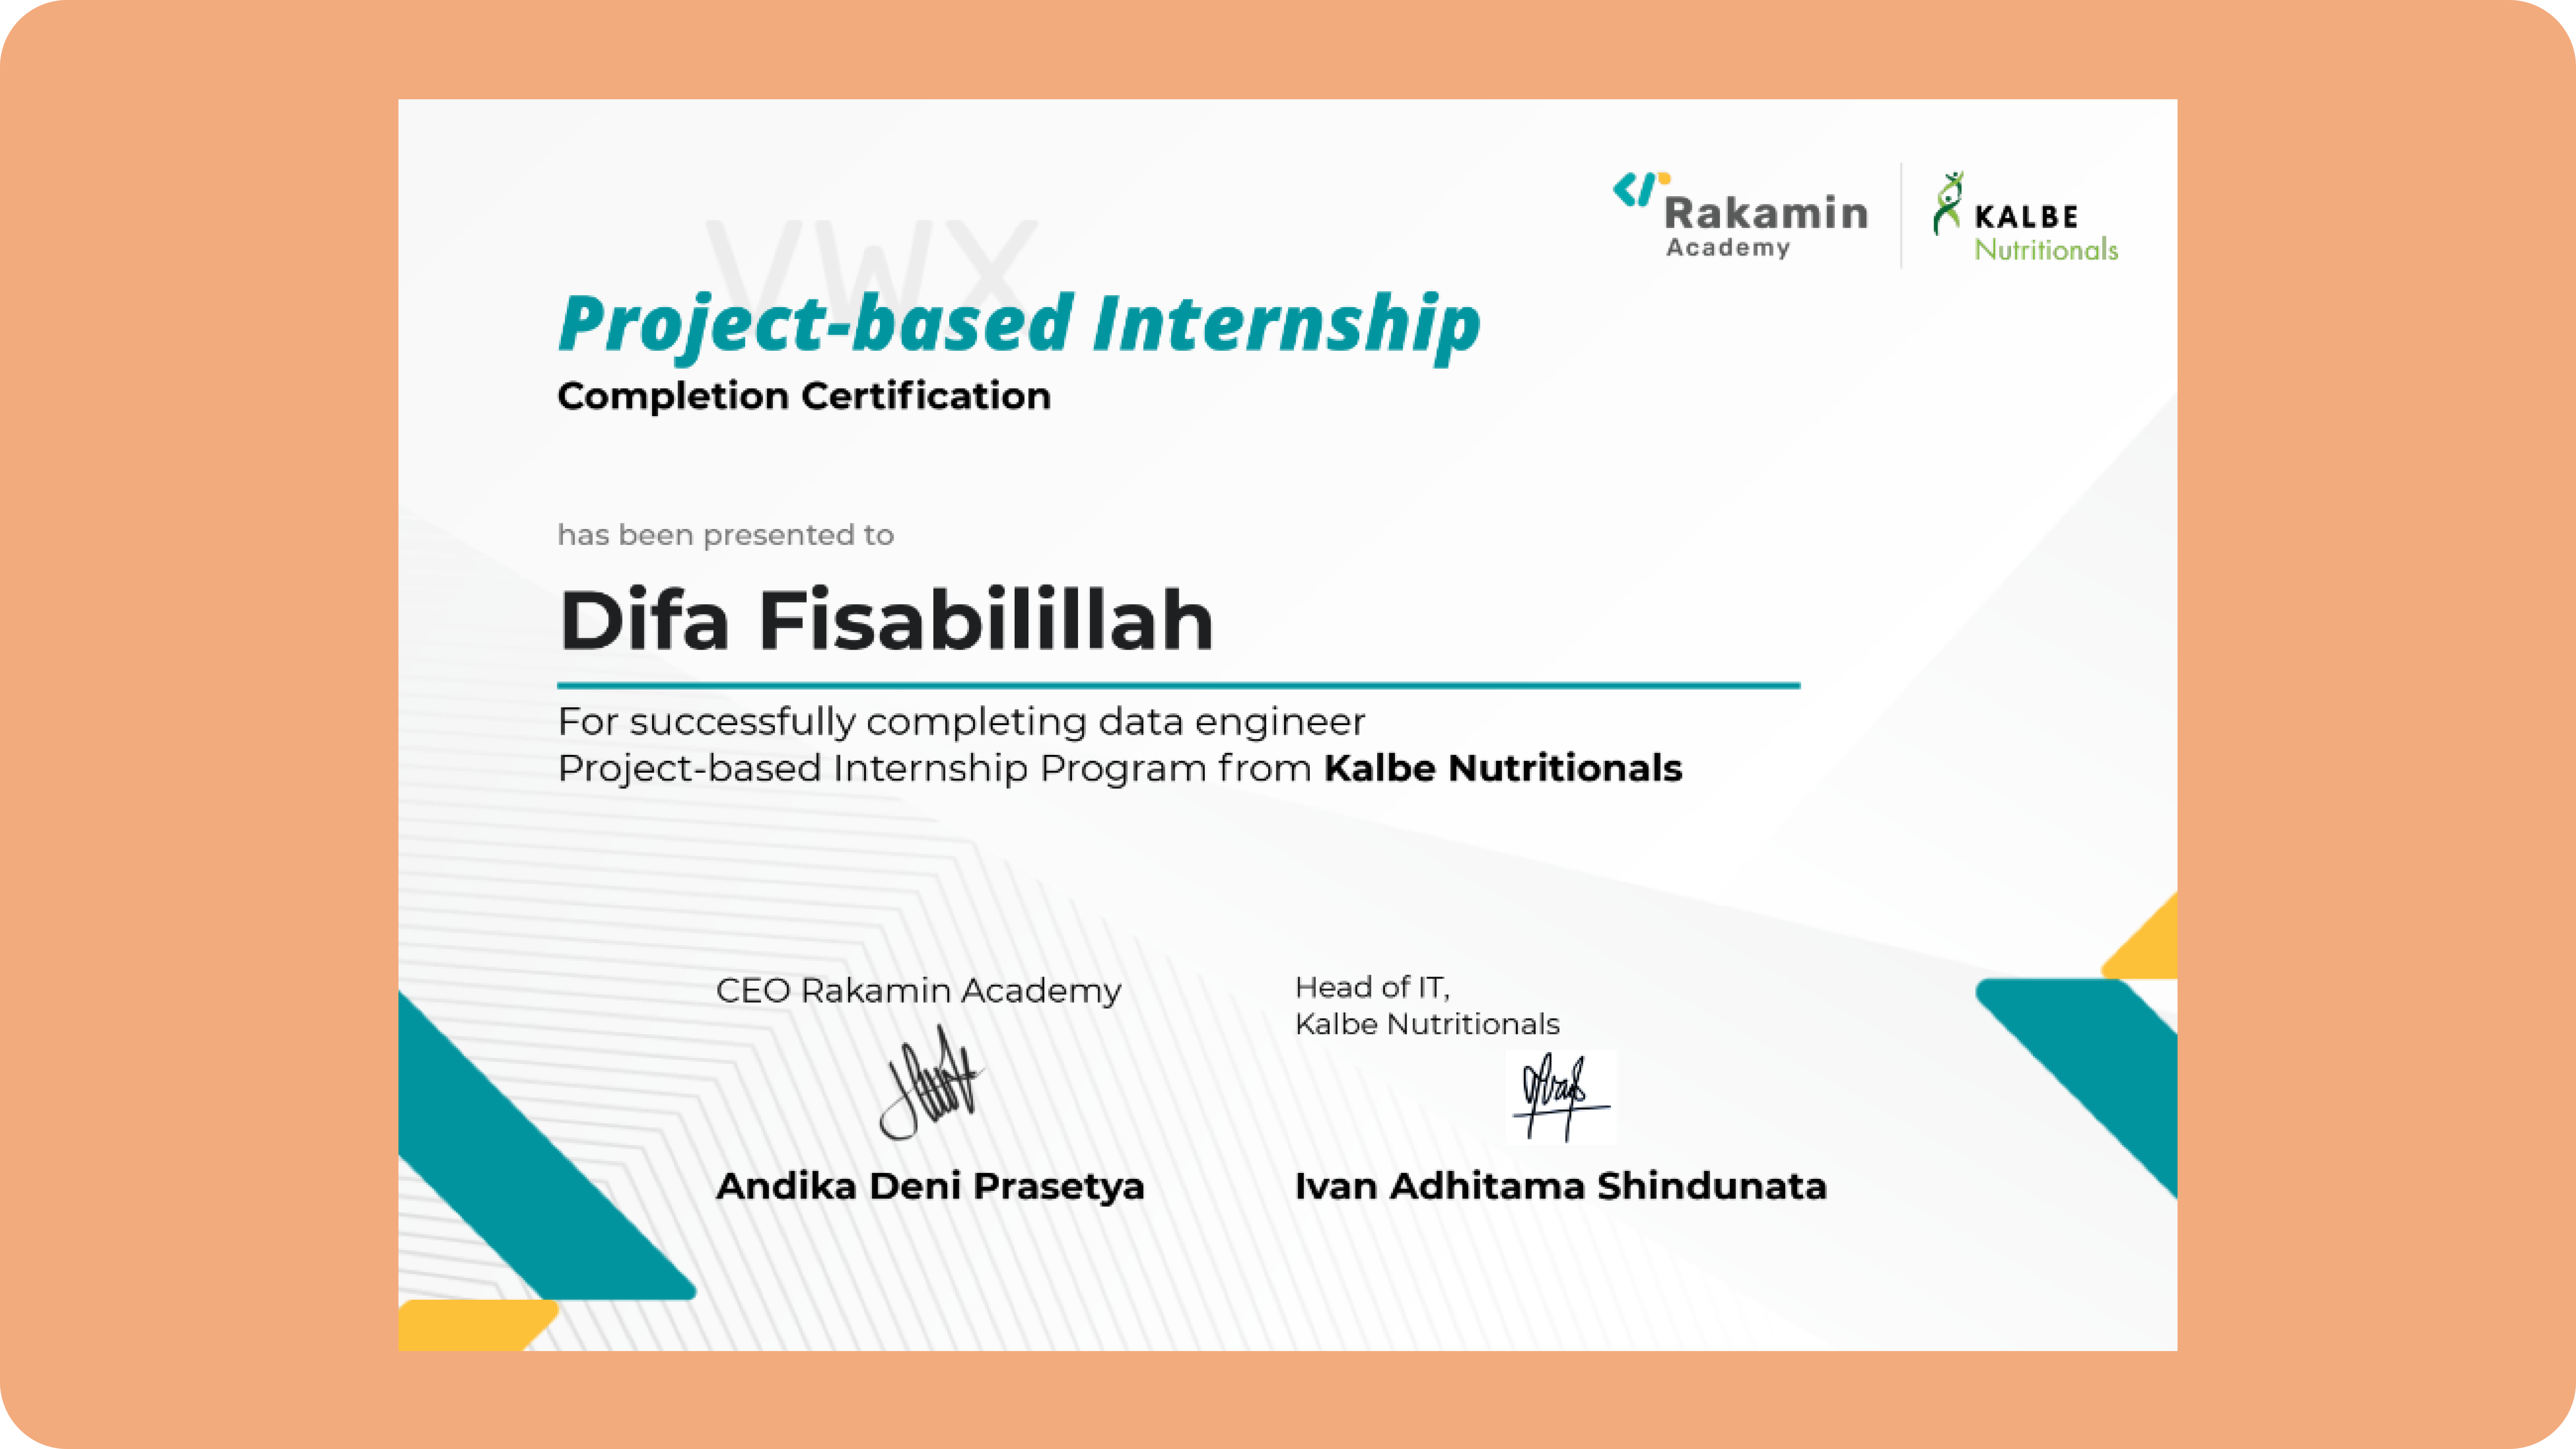 Rakamin
Academy
KALBE
Nutritionals
VWX
Project-based Internship
Completion Certification
has been presented to
Difa Fisabilillah
For successfully completing data engineer
Project-based Internship Program from Kalbe Nutritionals
CEO Rakamin Academy
Head of IT,
Kalbe Nutritionals
Andika Deni Prasetya
Ivan Adhitama Shindunata